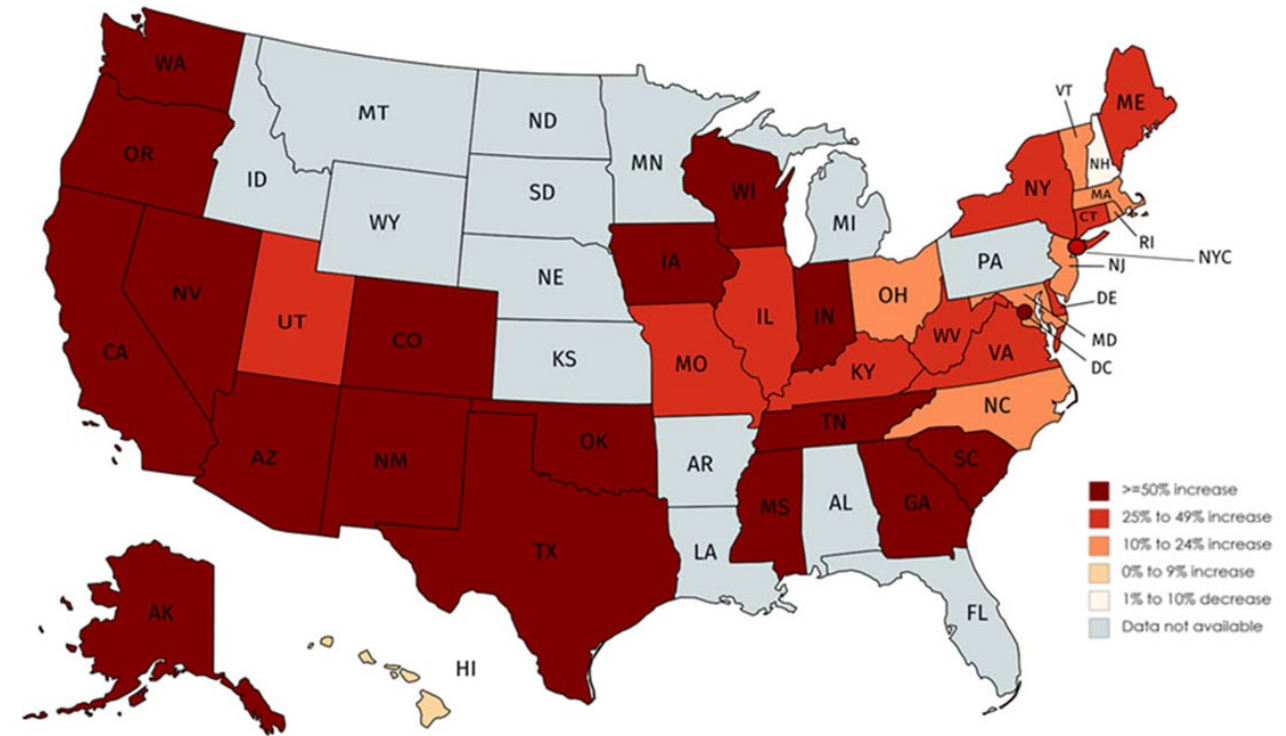 WA
MT
ND
MN
VT
ME
OR
ID
SD
WI
NH
WY
MI
NY
MA
CT
RI
NV
UT
NE
IA
PA
NYC
NJ
CA
CO
KS
IL
IN
OH
DE
MO
WV
VA
MD
KY
DC
AZ
NM
OK
TN
NC
AR
SC
TX
MS
AL
GA
LA
FL
AK
HI
>=50% increase
25% to 49% increase
10% to 24% increase
0% to 9% increase
1% to 10% decrease
Data not available